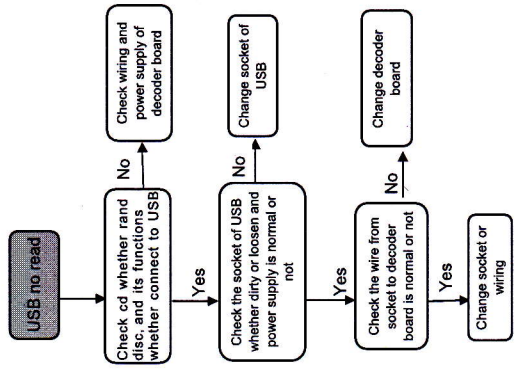 USB no read
Check cd whether rand
disc, and its functions
whether connect to USB
No
Check wiring and
power supply of
decoder board
Yes
Check the socket of USB
whether dirty or loosen and
power supply is normal or
not
No
Change socket of
USB
Yes
Check the wire from
socket to decoder
board is normal or not
No
Change decoder
board
Yes
Change socket or
wiring